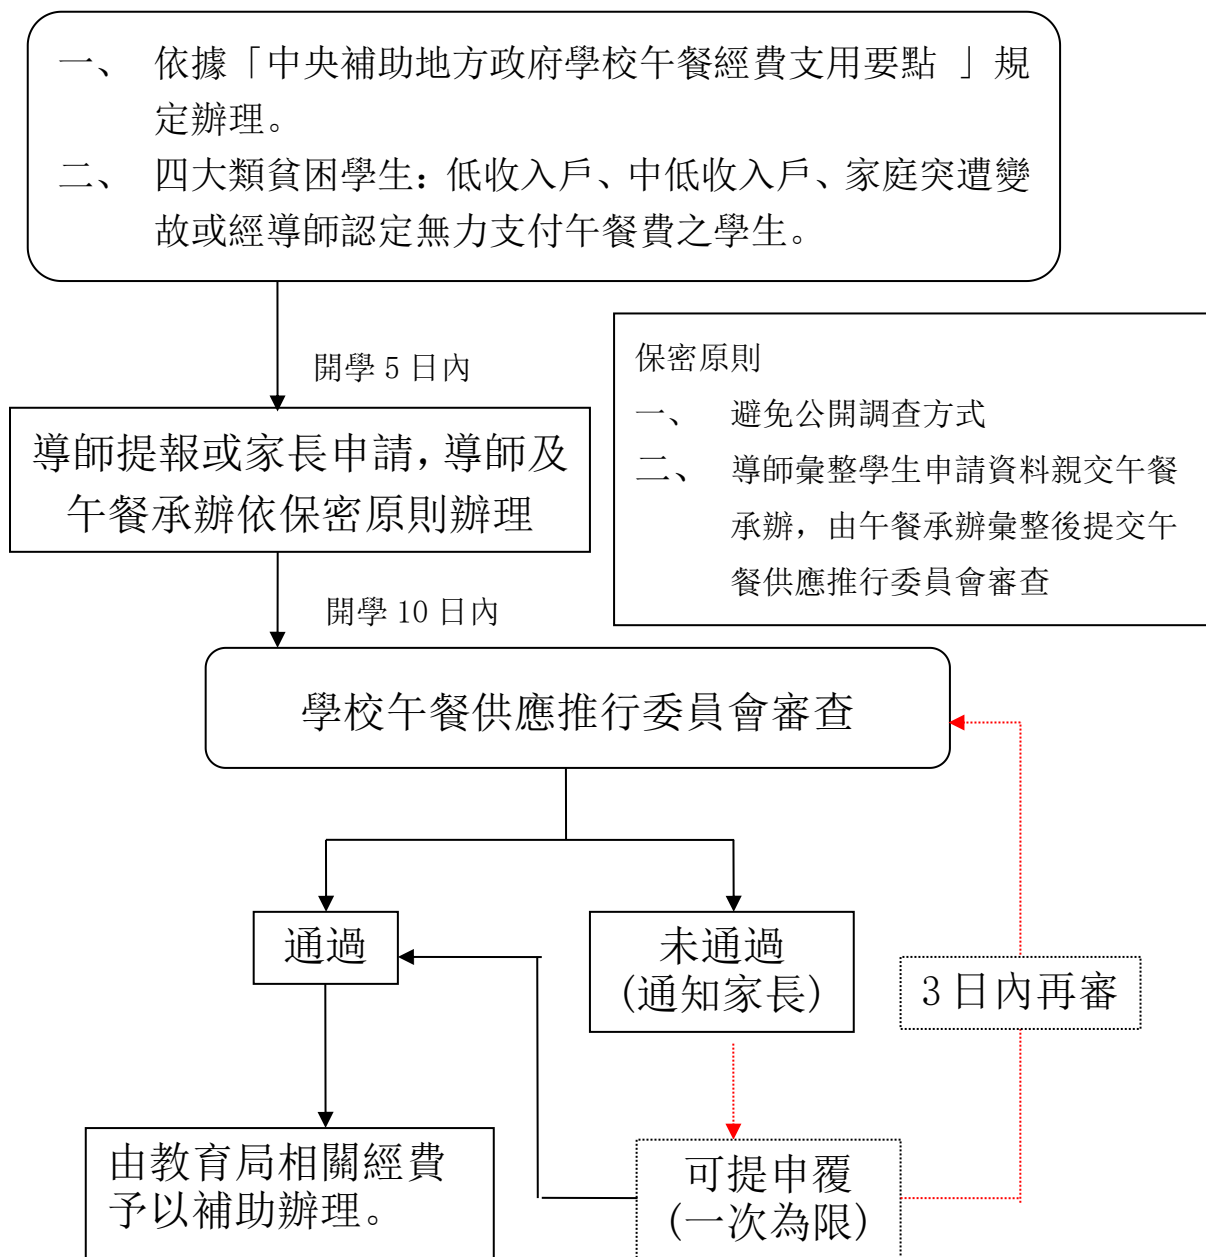 一、 依據「中央補助地方政府學校午餐經費支用要點 」規
定辦理。
二、 四大類貧困學生：低收入戶、中低收入戶、家庭突遭變
故或經導師認定無力支付午餐費之學生。
開學 5 日內
保密原則
一、 避免公開調查方式
二、 導師彙整學生申請資料親交午餐
承辦，由午餐承辦彙整後提交午
餐供應推行委員會審查
導師提報或家長申請，導師及
午餐承辦依保密原則辦理
開學 10 日內
學校午餐供應推行委員會審查
通過
未通過
(通知家長)
3 日內再審
由教育局相關經費
予以補助辦理。
可提申覆
(一次為限)